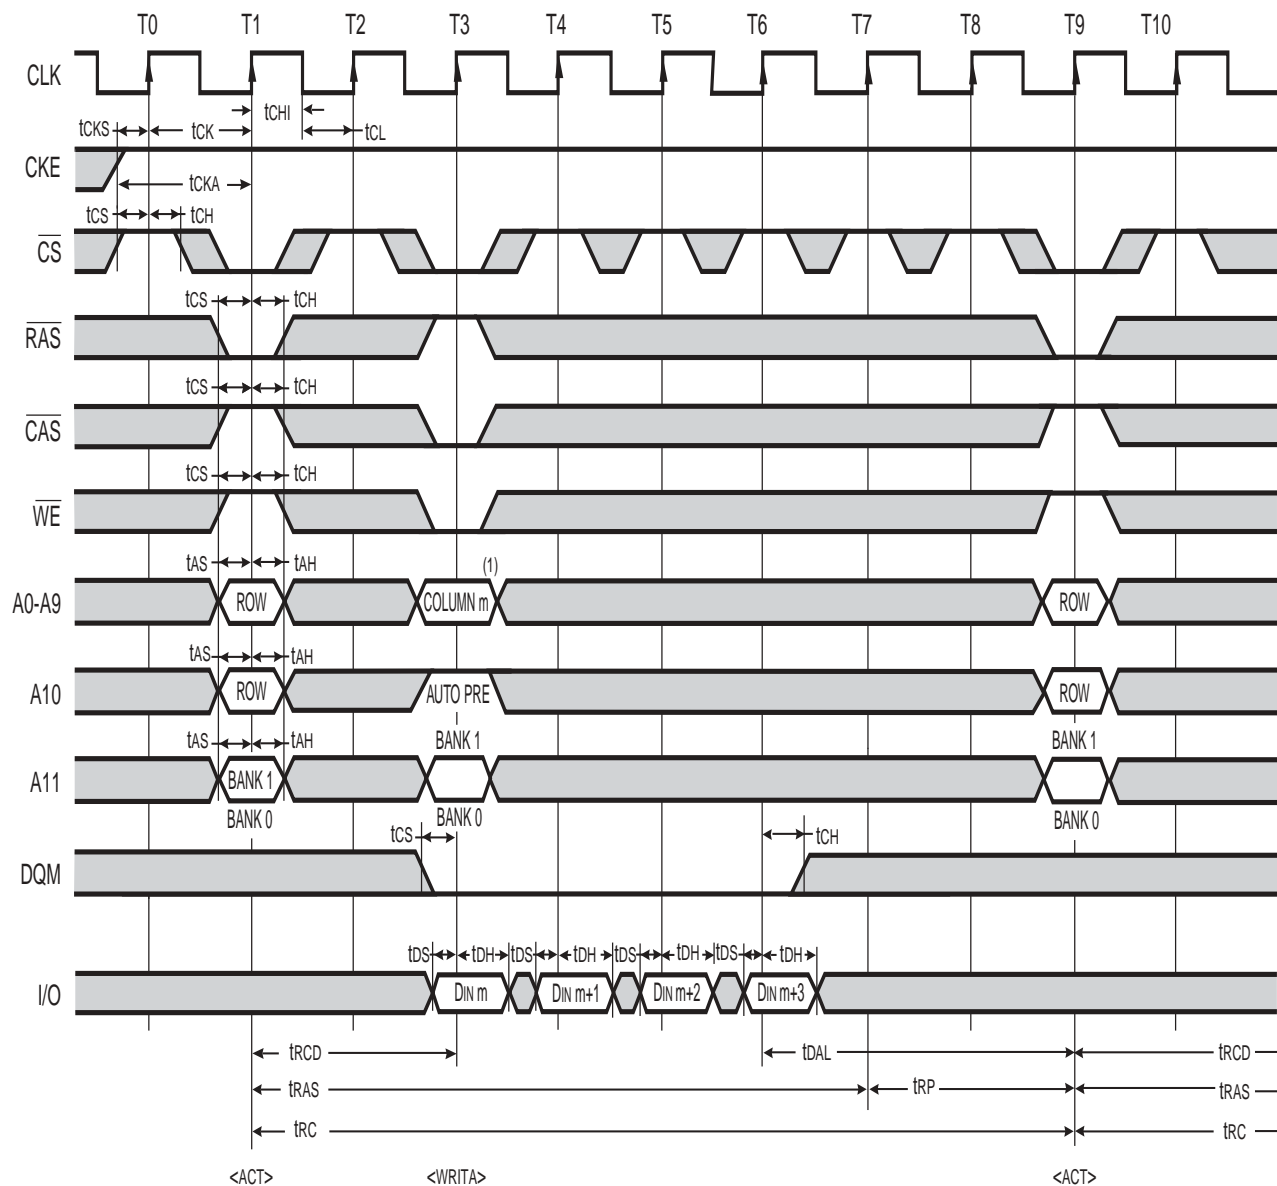 T0 T1 T2 T3 T4 T5 T6 T7 T8 T9 T10
CLK
tCHI
tCKS tCK tCL
CKE
tCKA
tCS tCH
CS
tCS tCH
RAS
tCS tCH
CAS
tCS tCH
WE
tAS tAH (1)
A0-A9 ROW COLUMN m ROW
tAS tAH
A10 ROW AUTO PRE ROW
tAS tAH BANK 1 BANK 1
A11 BANK 1
BANK 0 BANK 0 BANK 0
tCS tCH
DQM
tDS tDH tDS tDH tDS tDH tDS tDH
I/O DIN m DIN m+1 DIN m+2 DIN m+3
tRCD tDAL tRCD
tRAS tRP tRAS
tRC tRC
<ACT> <WRITA> <ACT>